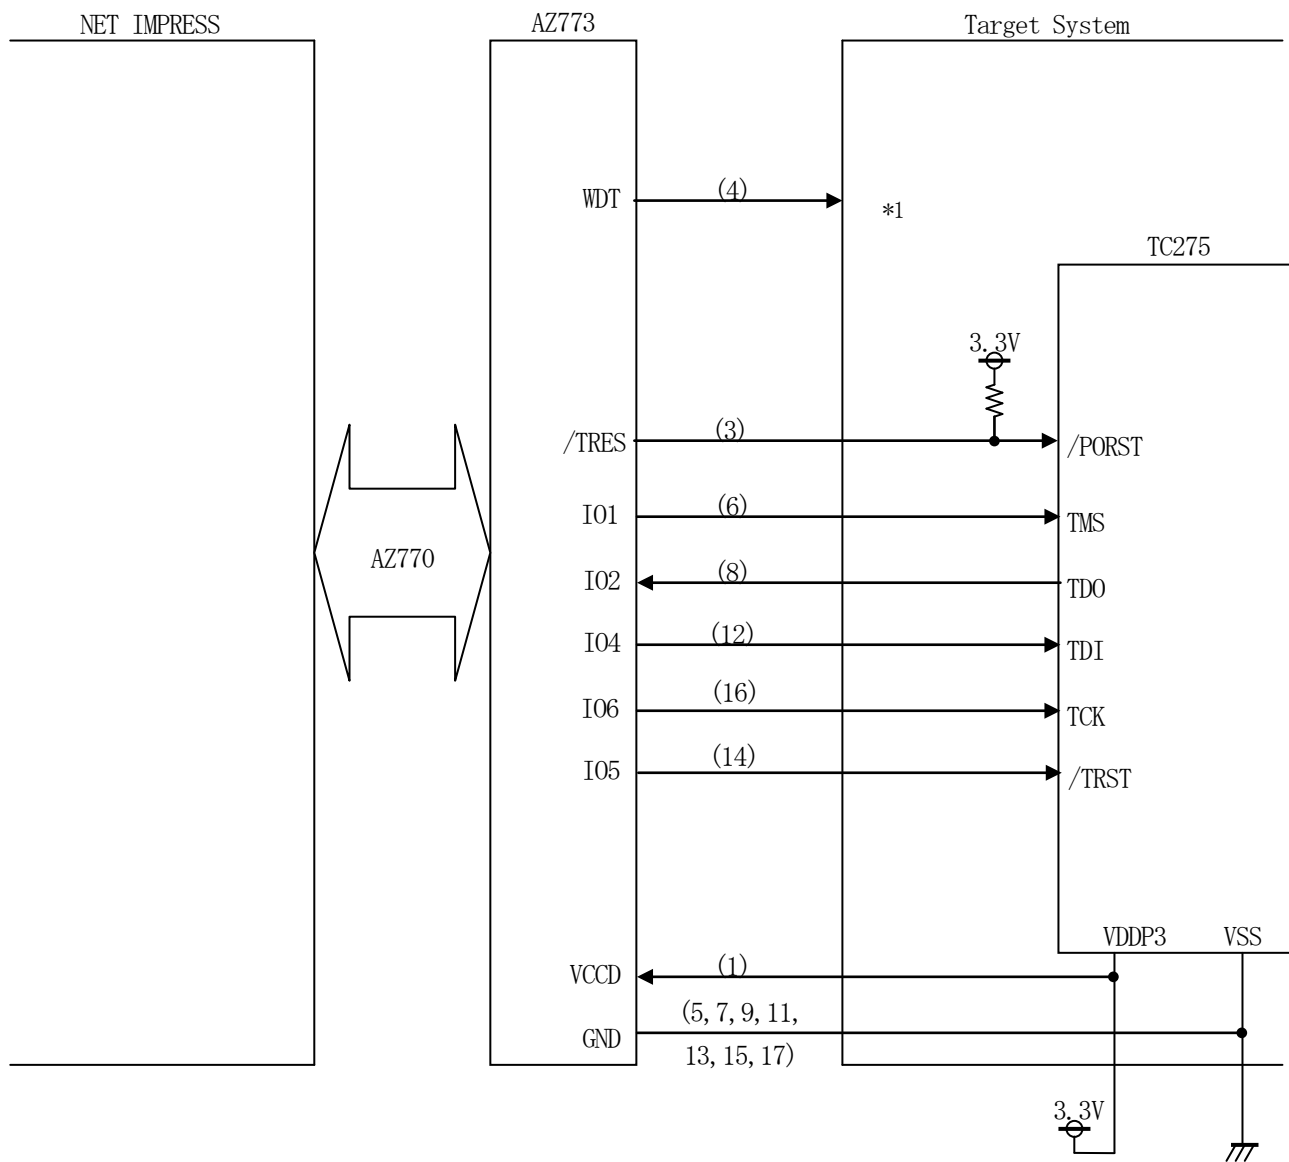 NET IMPRESS
AZ773
Target System
WDT
(4)
*1
TC275
3.3V
/TRES
(3)
/PORST
IO1
(6)
TMS
AZ770
IO2
(8)
TDO
IO4
(12)
TDI
IO6
(16)
TCK
IO5
(14)
/TRST
VDDP3
VSS
VCCD
(1)
GND
(5, 7, 9, 11,
13, 15, 17)
3.3V